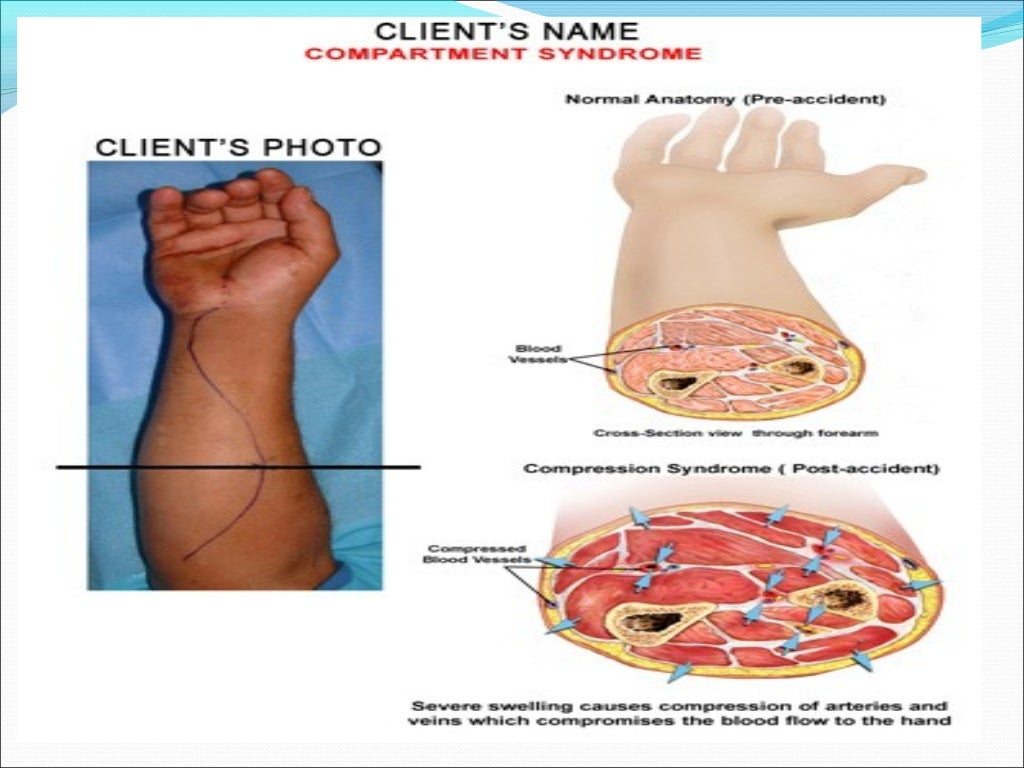 CLIENT'S NAME
COMPARTMENT SYNDROME
Normal Anatomy (Pre-accident)
CLIENT'S PHOTO
Blood
Vessels
Cross-Section view through forearm
Compression Syndrome ( Post-accident)
Compressed
Blood Vessels
Severe swelling causes compression of arteries and
veins which compromises the blood flow to the hand